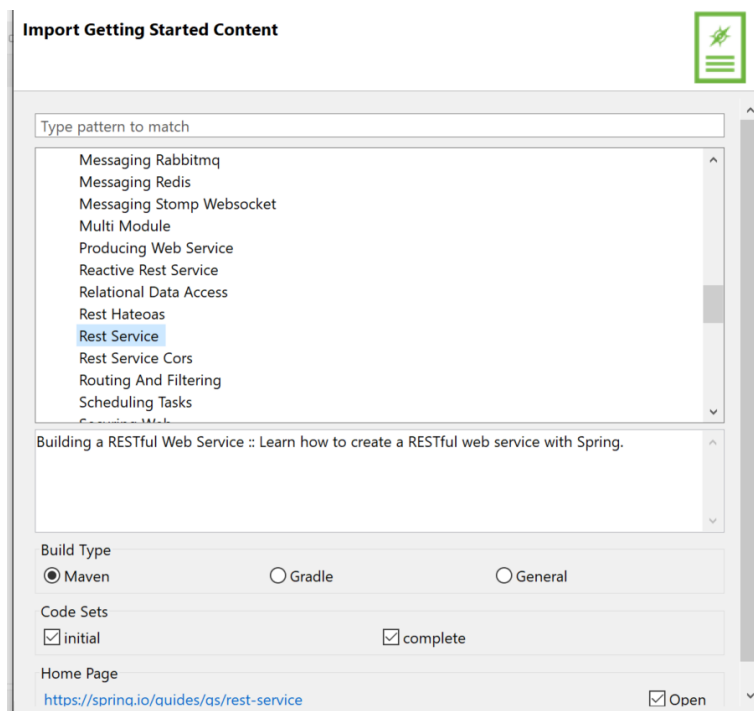 Import Getting Started Content
Type pattern to match
Messaging Rabbitmq
Messaging Redis
Messaging Stomp Websocket
Multi Module
Producing Web Service
Reactive Rest Service
Relational Data Access
Rest Hateoas
Rest Service
Rest Service Cors
Routing And Filtering
Scheduling Tasks
Securing Web
Building a RESTful Web Service :: Learn how to create a RESTful web service with Spring.
Build Type
Maven Gradle General
Code Sets
initial complete
Home Page
https://spring.io/guides/gs/rest-service Open